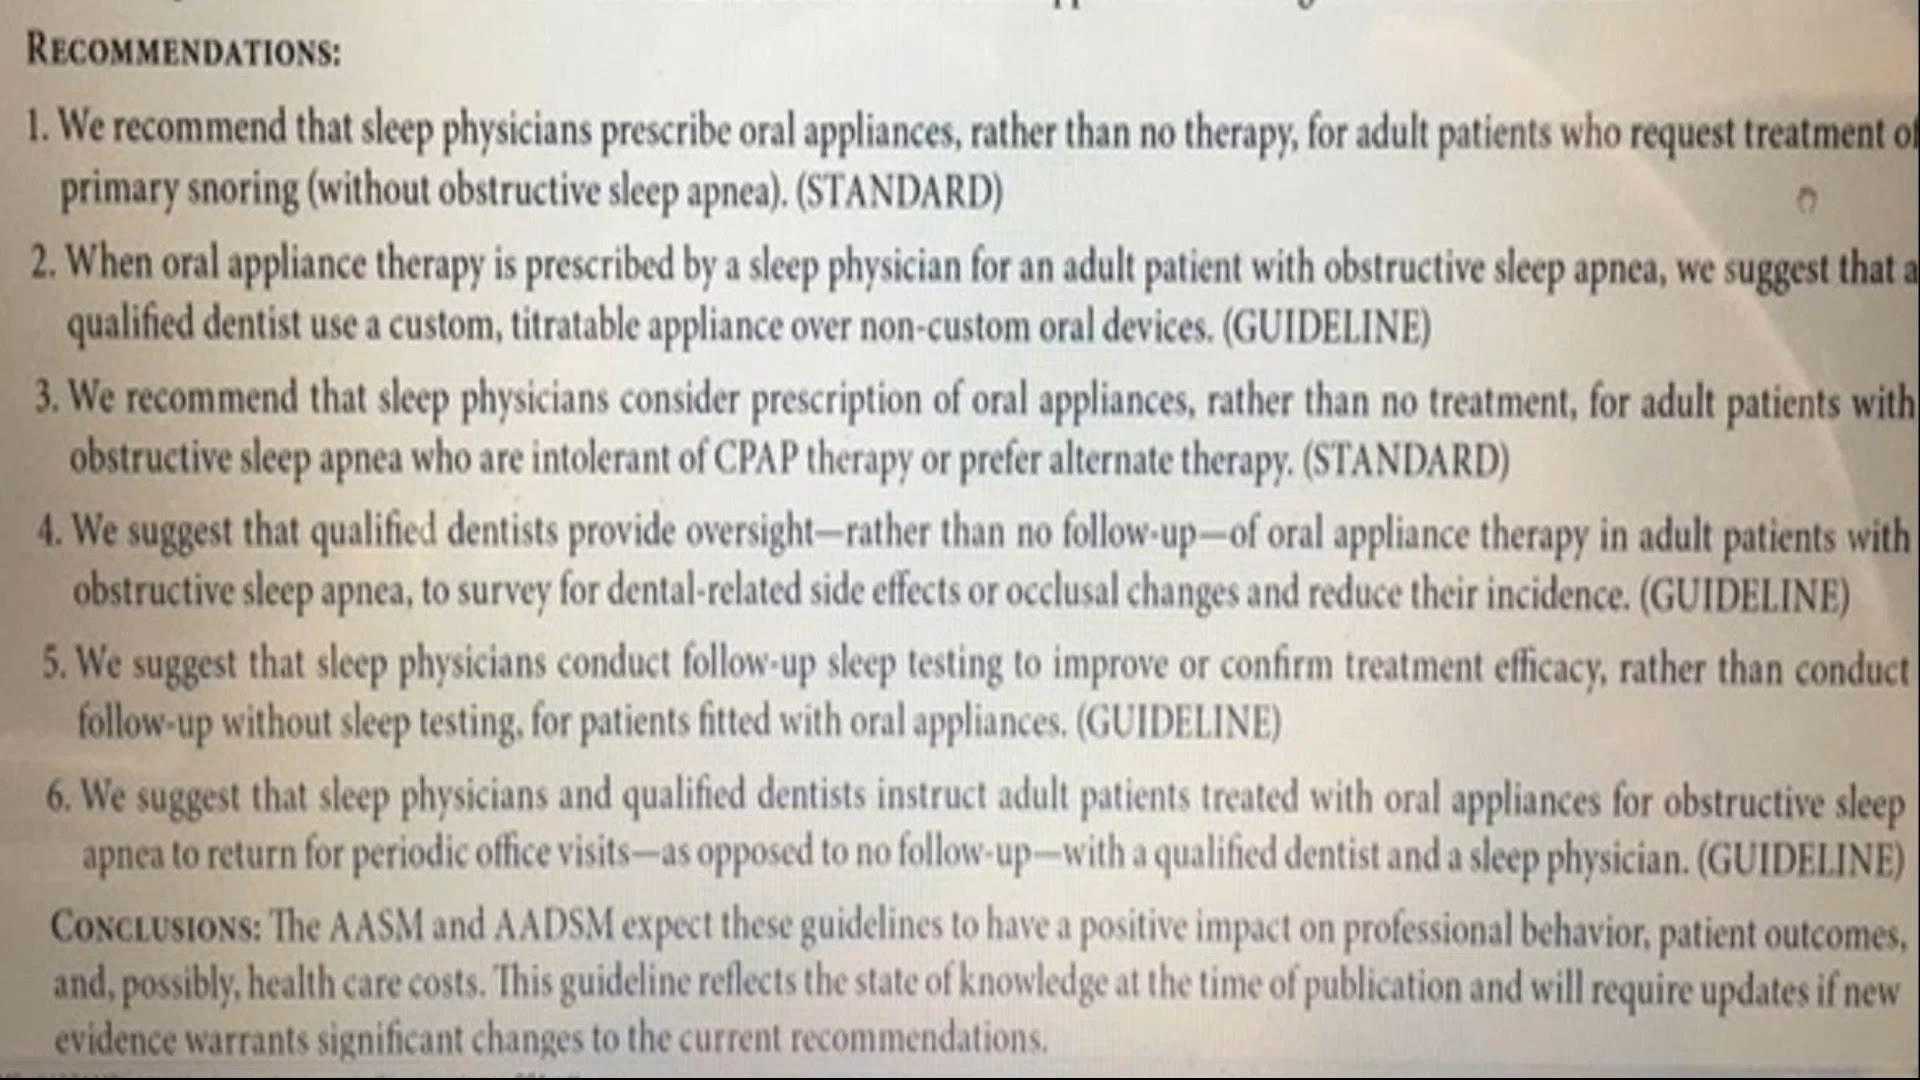 RECOMMENDATIONS:
1. We recommend that sleep physicians prescribe oral appliances, rather than no therapy, for adult patients who request treatment of
primary snoring (without obstructive sleep apnea). (STANDARD)
2. When oral appliance therapy is prescribed by a sleep physician for an adult patient with obstructive sleep apnea, we suggest that a
qualified dentist use a custom, titratable appliance over non-custom oral devices. (GUIDELINE)
3. We recommend that sleep physicians consider prescription of oral appliances, rather than no treatment, for adult patients with
obstructive sleep apnea who are intolerant of CPAP therapy or prefer alternate therapy. (STANDARD)
4. We suggest that qualified dentists provide oversight—rather than no follow-up—of oral appliance therapy in adult patients with
obstructive sleep apnea, to survey for dental-related side effects or occlusal changes and reduce their incidence. (GUIDELINE)
5. We suggest that sleep physicians conduct follow-up sleep testing to improve or confirm treatment efficacy, rather than conduct
follow-up without sleep testing, for patients fitted with oral appliances. (GUIDELINE)
6. We suggest that sleep physicians and qualified dentists instruct adult patients treated with oral appliances for obstructive sleep
apnea to return for periodic office visits—as opposed to no follow-up—with a qualified dentist and a sleep physician. (GUIDELINE)
CONCLUSIONS: The AASM and AADSM expect these guidelines to have a positive impact on professional behavior, patient outcomes,
and, possibly, health care costs. This guideline reflects the state of knowledge at the time of publication and will require updates if new
evidence warrants significant changes to the current recommendations.